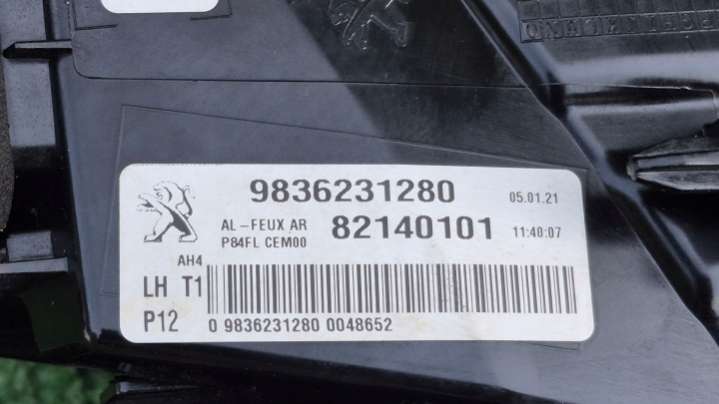 9836231280 05.01.21
AL-FEUX AR 82140101 11:40:07
P84FL CEM00
AH4
LH T1
P12 0 9836231280 0048652